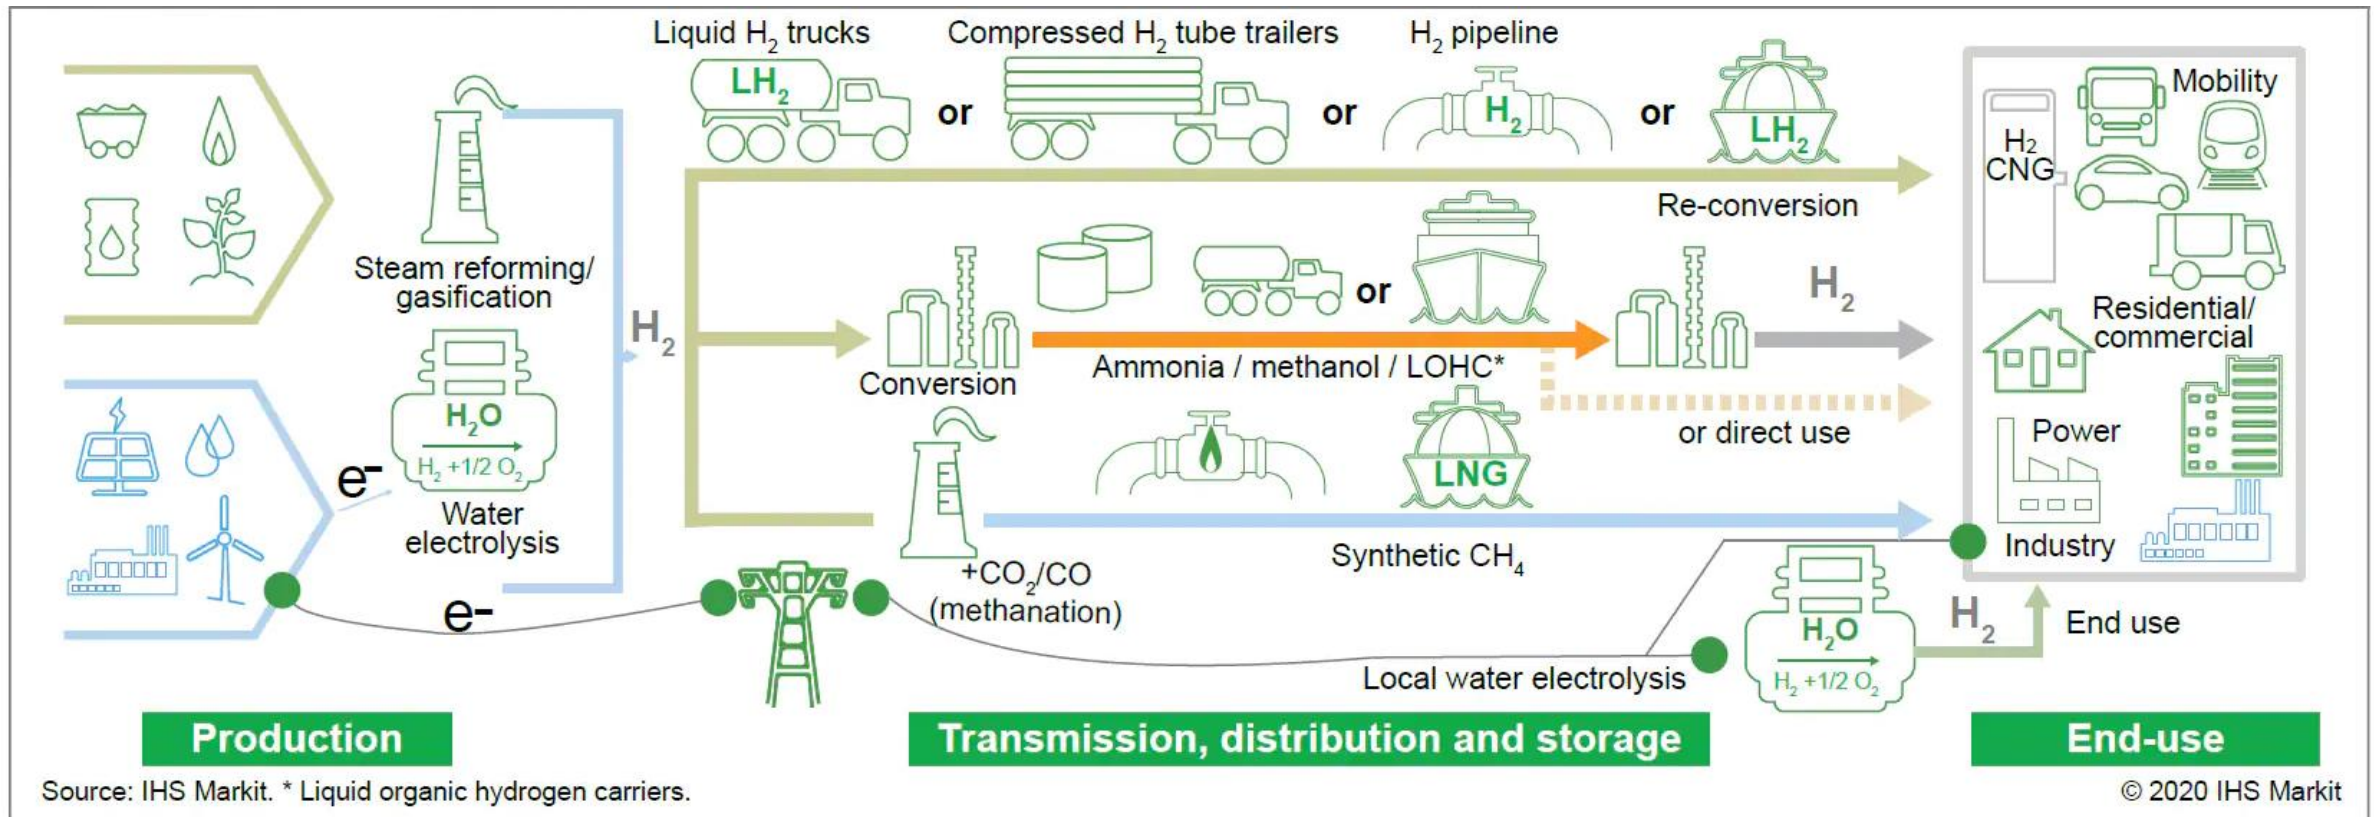 Liquid H₂ trucks
Compressed H₂ tube trailers
H₂ pipeline
LH₂
or
or
H₂
or
LH₂
Mobility
H₂
CNG
Steam reforming/
gasification
Re-conversion
H₂
or
H₂
Residential/
commercial
Conversion
Ammonia / methanol / LOHC*
H₂O
H₂ +1/2 O₂
e-
Water
electrolysis
LNG
or direct use
Power
Synthetic CH₄
Industry
+CO₂/CO
(methanation)
e-
Local water electrolysis
H₂O
H₂ +1/2 O₂
H₂
End use
Production
Transmission, distribution and storage
End-use
Source: IHS Markit. * Liquid organic hydrogen carriers.
© 2020 IHS Markit